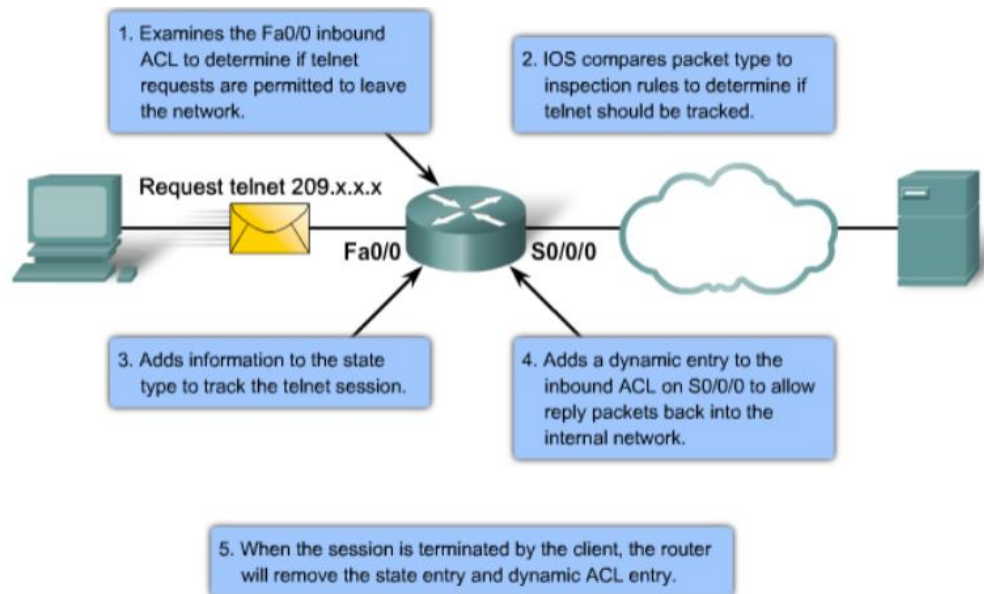 1. Examines the Fa0/0 inbound
ACL to determine if telnet
requests are permitted to leave
the network.
2. IOS compares packet type to
inspection rules to determine if
telnet should be tracked.
Request telnet 209.x.x.x
Fa0/0
S0/0/0
3. Adds information to the state
type to track the telnet session.
4. Adds a dynamic entry to the
inbound ACL on S0/0/0 to allow
reply packets back into the
internal network.
5. When the session is terminated by the client, the router
will remove the state entry and dynamic ACL entry.